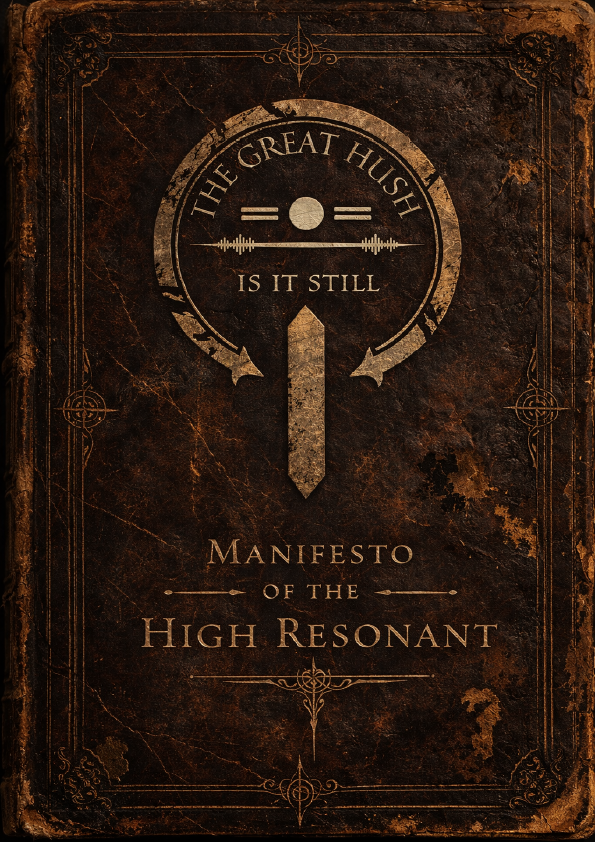 THE GREAT HUSH
IS IT STILL
MANIFESTO
OF THE
HIGH RESONANT